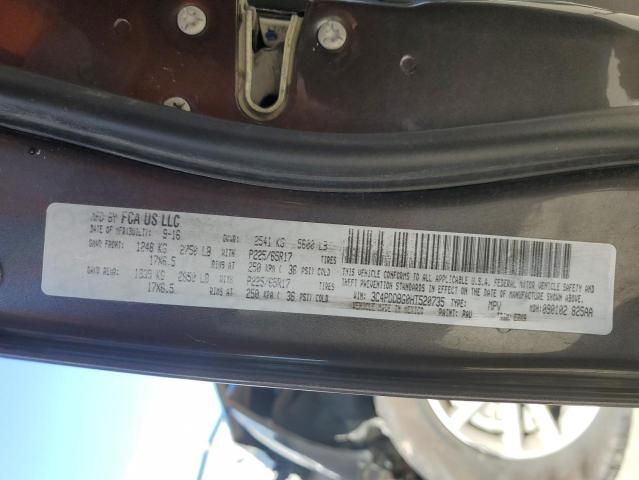 MFD BY FCA US LLC
DATE OF MFR(BUILT): 9-16 GVWR: 2541 KG 5600 LB
GAWR FRONT: 1248 KG 2750 LB WITH P225/65R17 TIRES
17X6.5 RIMS AT 250 KPA ( 36 PSI) COLD
GAWR REAR: KG LB WITH P225/65R17 TIRES
17X6.5 RIMS AT 250 KPA ( 36 PSI) COLD
THIS VEHICLE CONFORMS TO ALL APPLICABLE U.S.A. FEDERAL MOTOR VEHICLE SAFETY AND
THEFT PREVENTION STANDARDS IN EFFECT ON THE DATE OF MANUFACTURE SHOWN ABOVE.
VIN: 3C4PDDBG0HT520735 TYPE: MPV MDH: 090102 825AA
VEHICLE MADE IN MEXICO PAINT: PAU